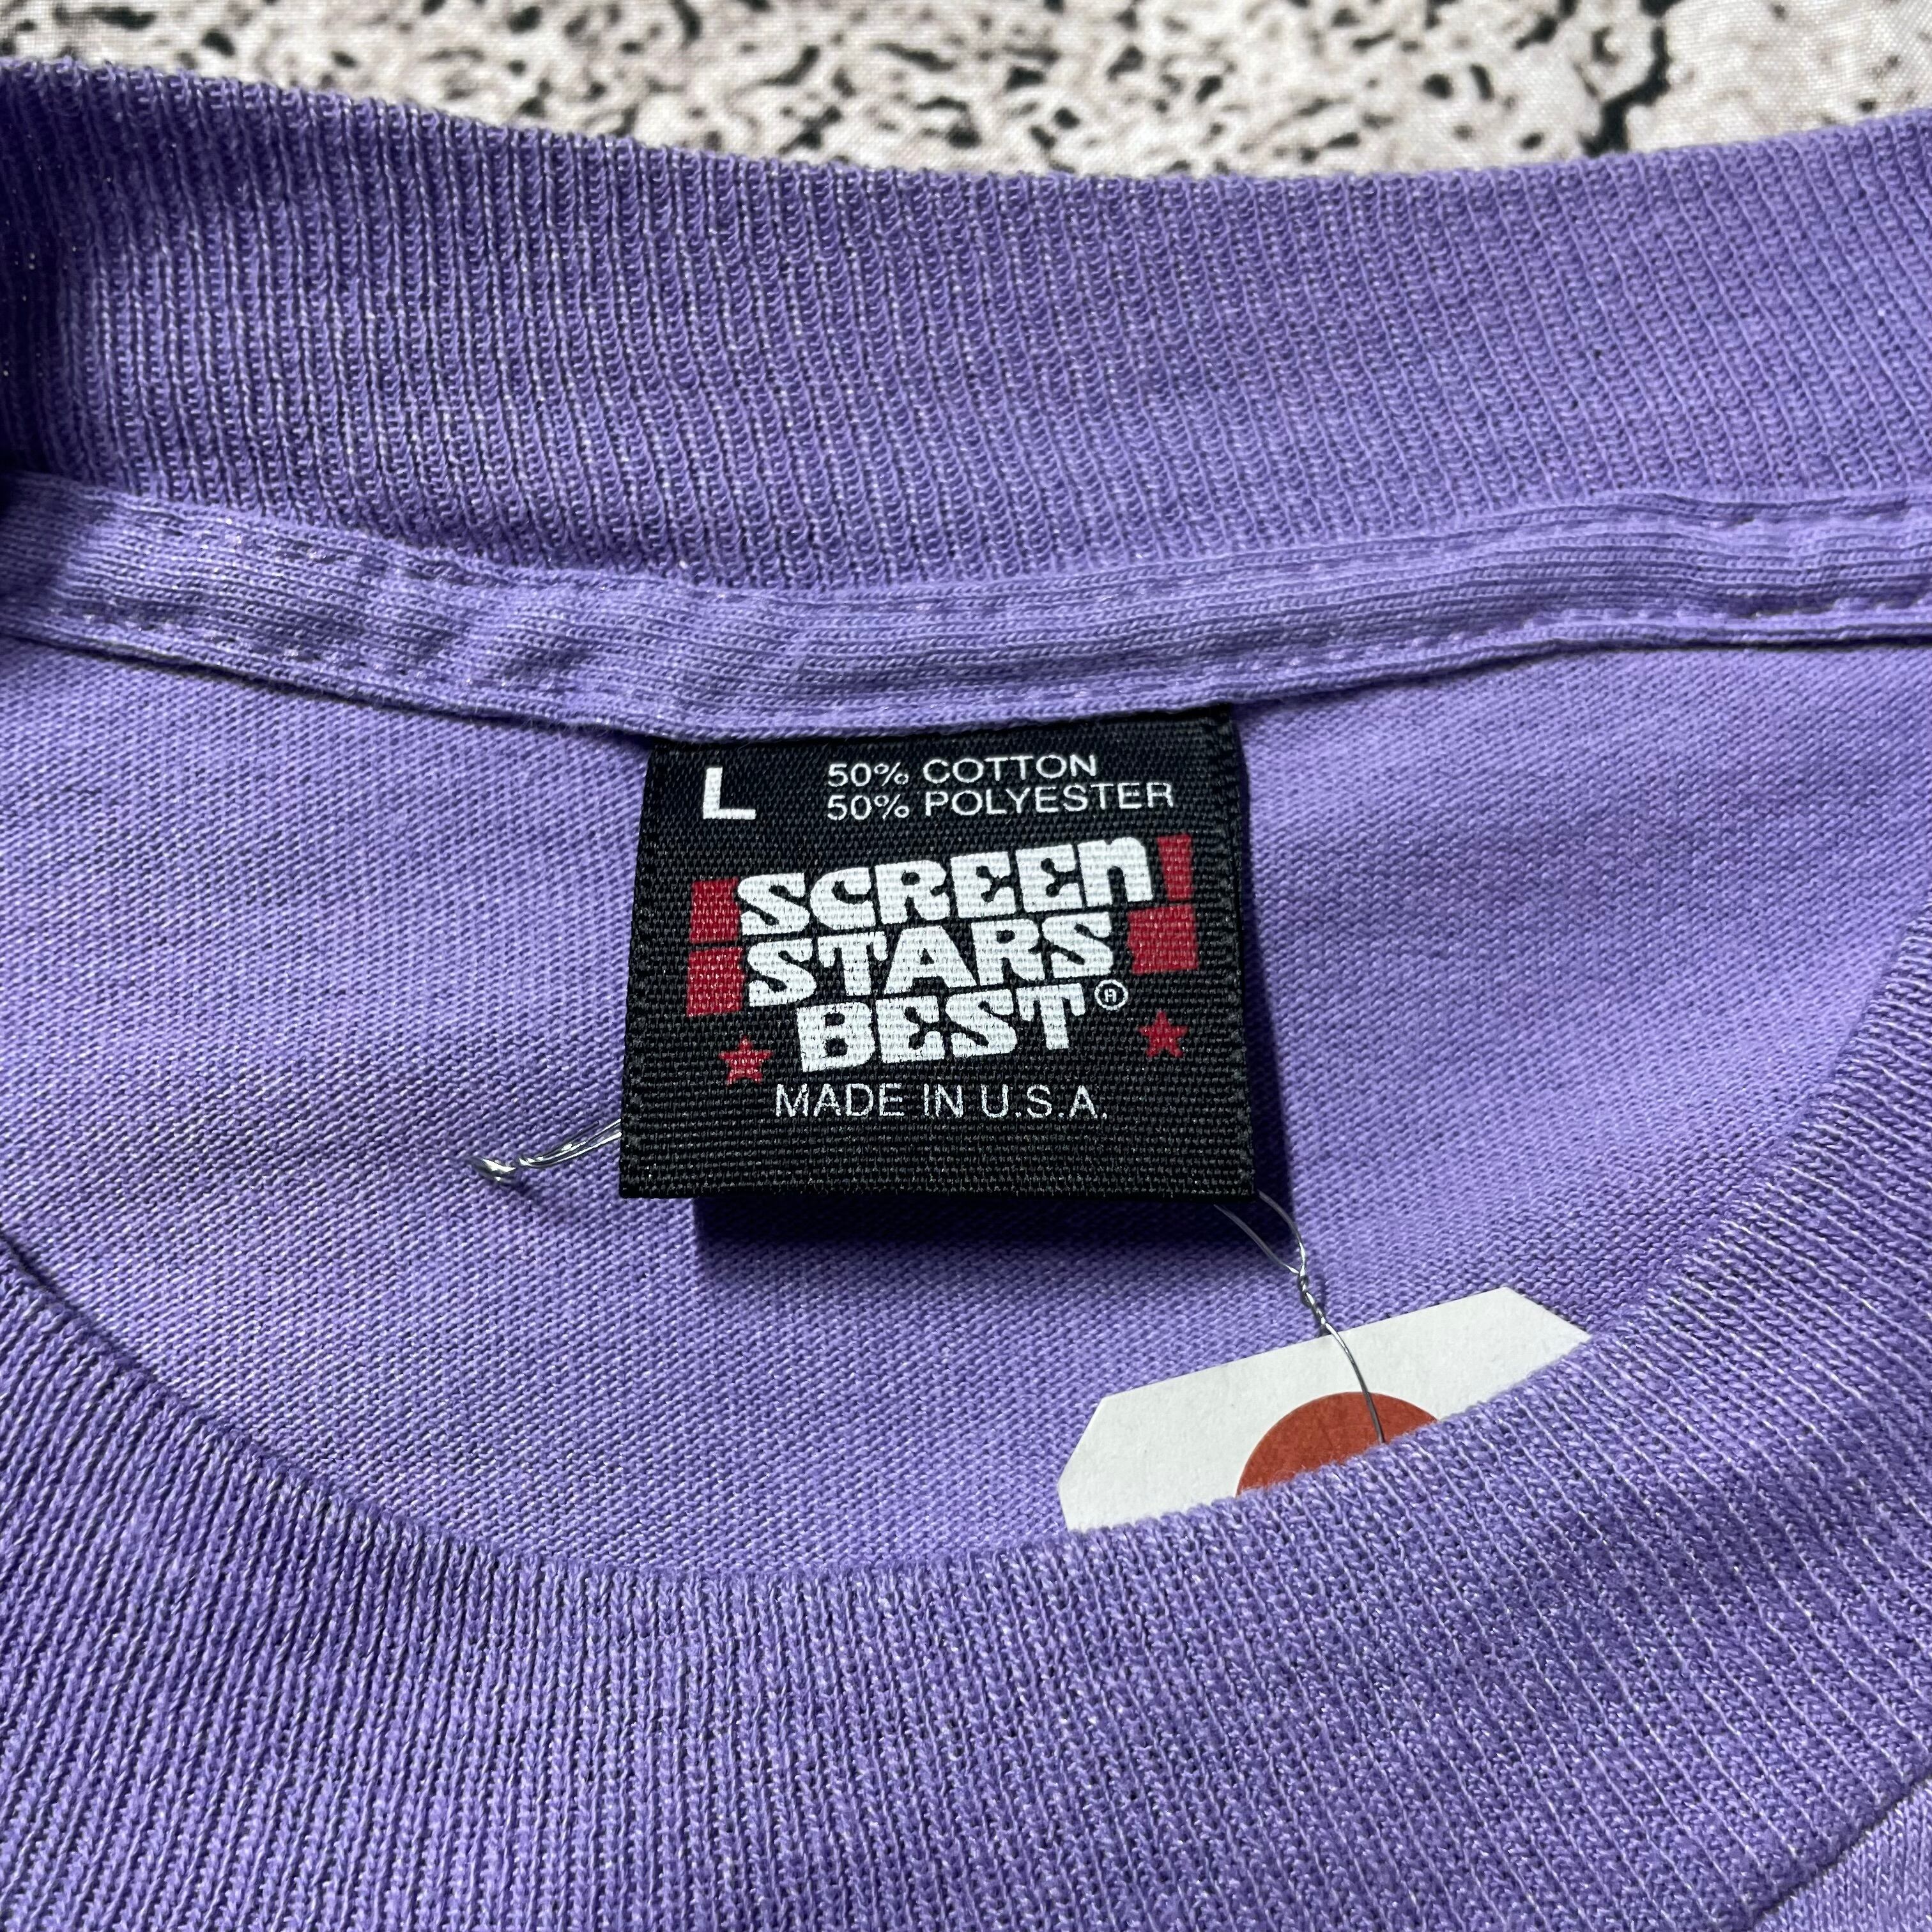 L
50% COTTON
50% POLYESTER
SCREEN
STARS
BEST®
MADE IN U.S.A.